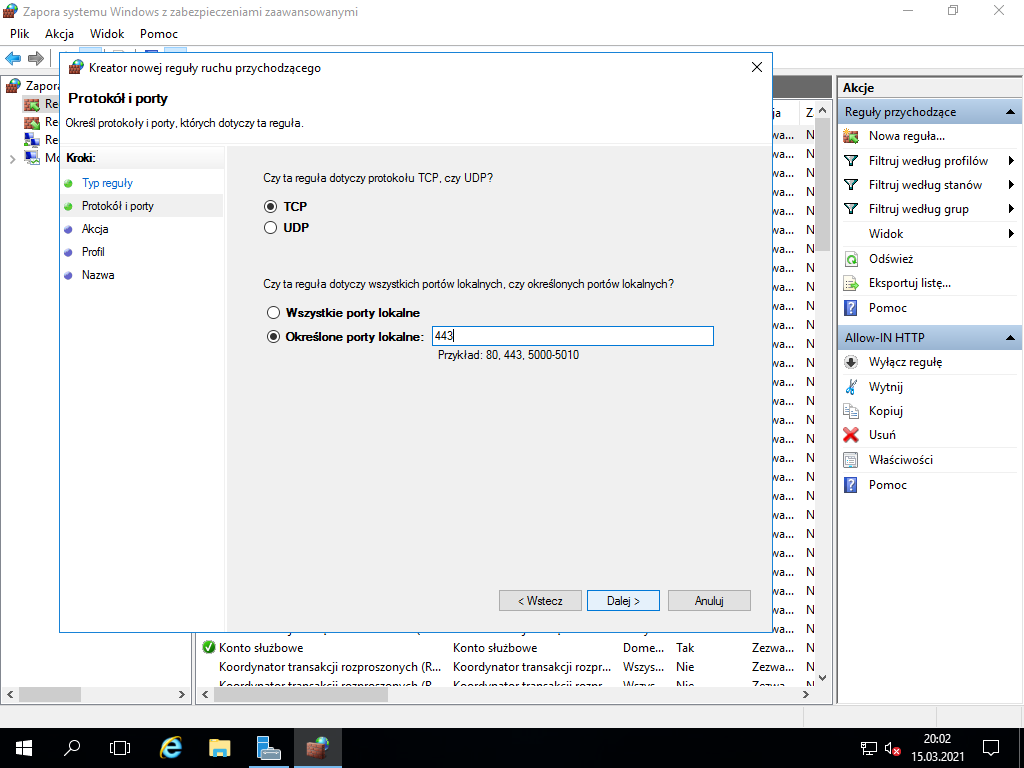 Zapora systemu Windows z zabezpieczeniami zaawansowanymi
Plik Akcja Widok Pomoc
Kreator nowej reguły ruchu przychodzącego
Protokół i porty
Określ protokoły i porty, których dotyczy ta reguła.
Kroki:
Typ reguły
Protokół i porty
Akcja
Profil
Nazwa
Czy ta reguła dotyczy protokołu TCP, czy UDP?
TCP
UDP
Czy ta reguła dotyczy wszystkich portów lokalnych, czy określonych portów lokalnych?
Wszystkie porty lokalne
Określone porty lokalne: 443
Przykład: 80, 443, 5000-5010
< Wstecz Dalej > Anuluj
Zapora
Konto służbowe Konto służbowe Dome... Tak Zezwa... N
Koordynator transakcji rozproszonych (R... Koordynator transakcji rozpr... Wszys... Nie Zezwa... N
Koordynator transakcji rozproszonych (R... Koordynator transakcji rozpr... Wszys... Nie Zezwa... N
Akcje
Reguły przychodzące
Nowa reguła...
Filtruj według profilów
Filtruj według stanów
Filtruj według grup
Widok
Odśwież
Eksportuj listę...
Pomoc
Allow-IN HTTP
Wyłącz regułę
Wytnij
Kopiuj
Usuń
Właściwości
Pomoc
20:02
15.03.2021